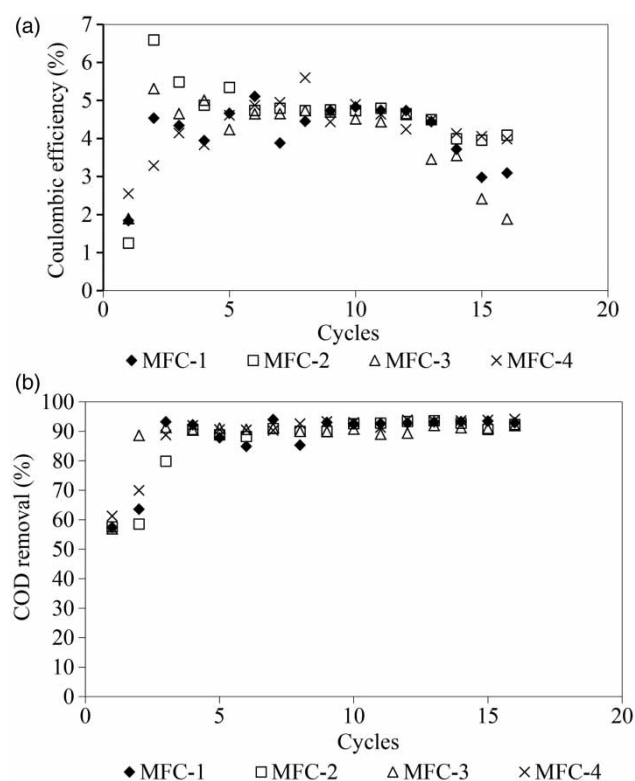 (a)
7
6
5
4
3
2
1
0
Coulombic efficiency (%)
0 5 10 15 20
Cycles
◆ MFC-1 □ MFC-2 △ MFC-3 × MFC-4
(b)
100
90
80
70
60
50
40
30
20
10
0
COD removal (%)
0 5 10 15 20
Cycles
◆ MFC-1 □ MFC-2 △ MFC-3 × MFC-4